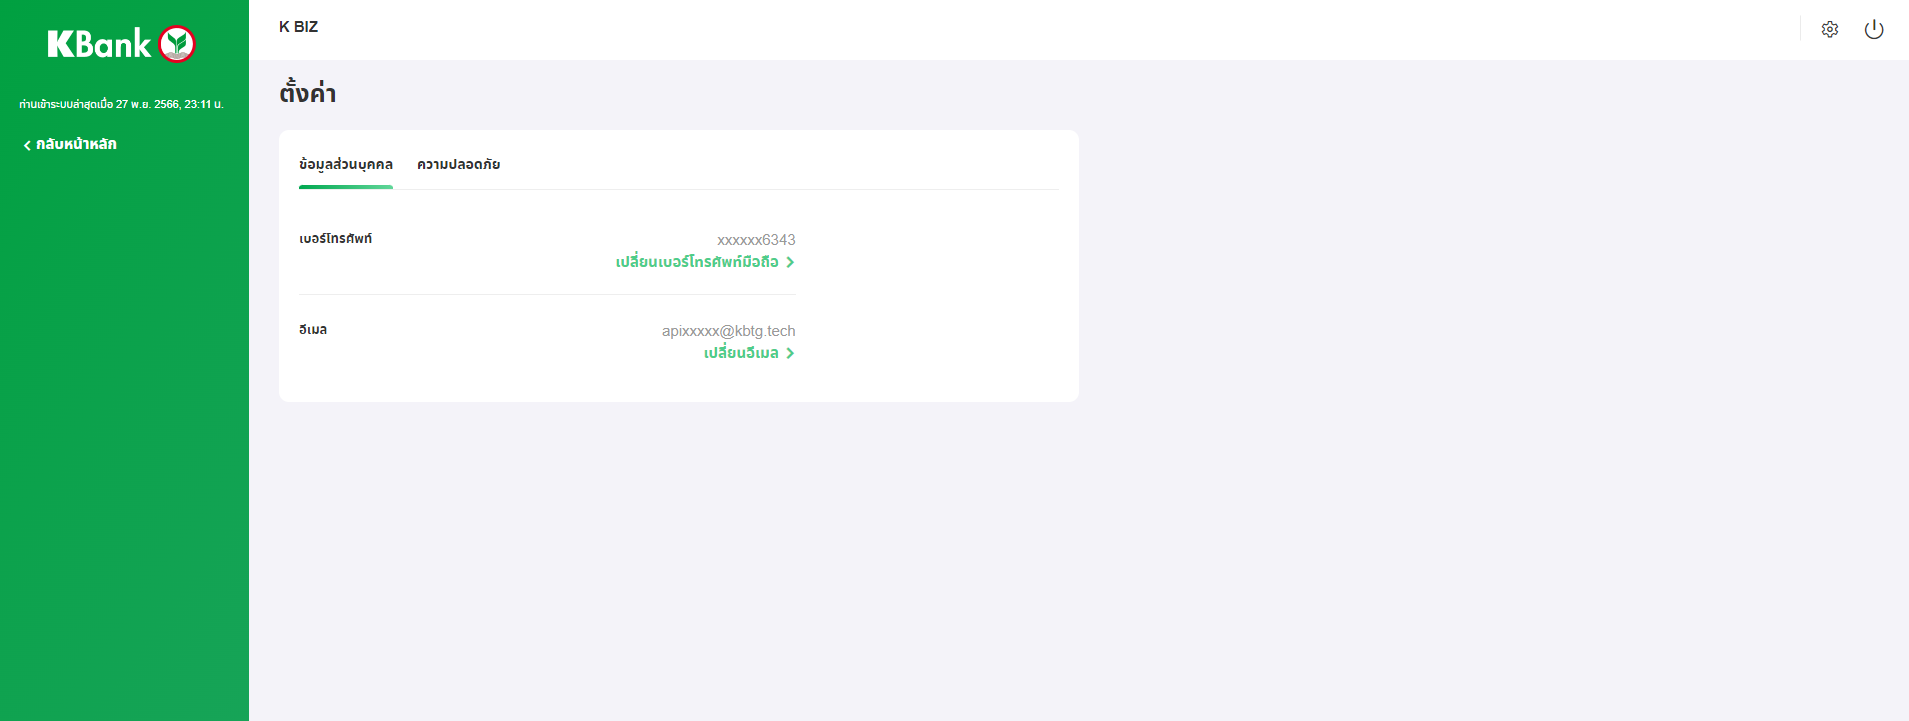 KBank
K BIZ
ท่านเข้าระบบล่าสุดเมื่อ 27 พ.ย. 2566, 23:11 น.
กลับหน้าหลัก
ตั้งค่า
ข้อมูลส่วนบุคคล ความปลอดภัย
เบอร์โทรศัพท์ xxxxxx6343
เปลี่ยนเบอร์โทรศัพท์มือถือ
อีเมล apixxxxx@kbtg.tech
เปลี่ยนอีเมล